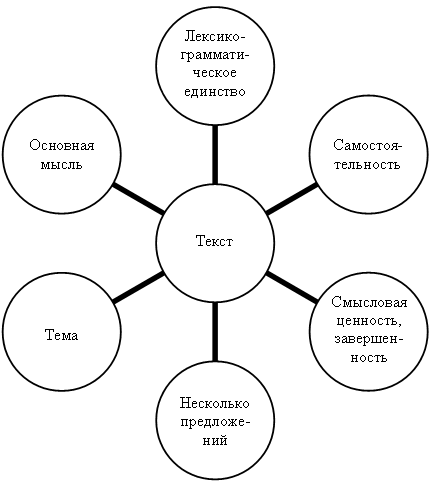 Лексико-
граммати-
ческое
единство
Основная
мысль
Самостоя-
тельность
Текст
Тема
Смысловая
ценность,
завершен-
ность
Несколько
предложе-
ний